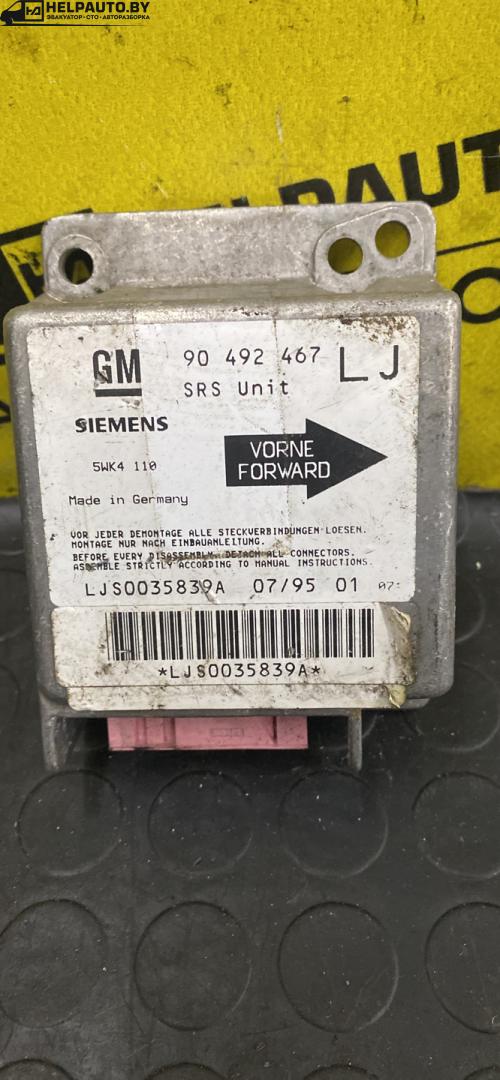 HELPAUTO.BY
ЭВАКУАТОР·СТО·АВТОРАЗБОРКА
HELPAUTO
GM 90 492 467 LJ
SRS Unit
SIEMENS
VORNE
FORWARD
5WK4 110
Made in Germany
VOR JEDER DEMONTAGE ALLE STECKVERBINDUNGEN LOESEN.
MONTAGE NUR NACH EINBAUANLEITUNG.
BEFORE EVERY DISASSEMBLY DETACH ALL CONNECTORS.
ASSEMBLE STRICTLY ACCORDING TO MANUAL INSTRUCTIONS.
LJS0035839A 07/95 01 07:
*LJS0035839A*